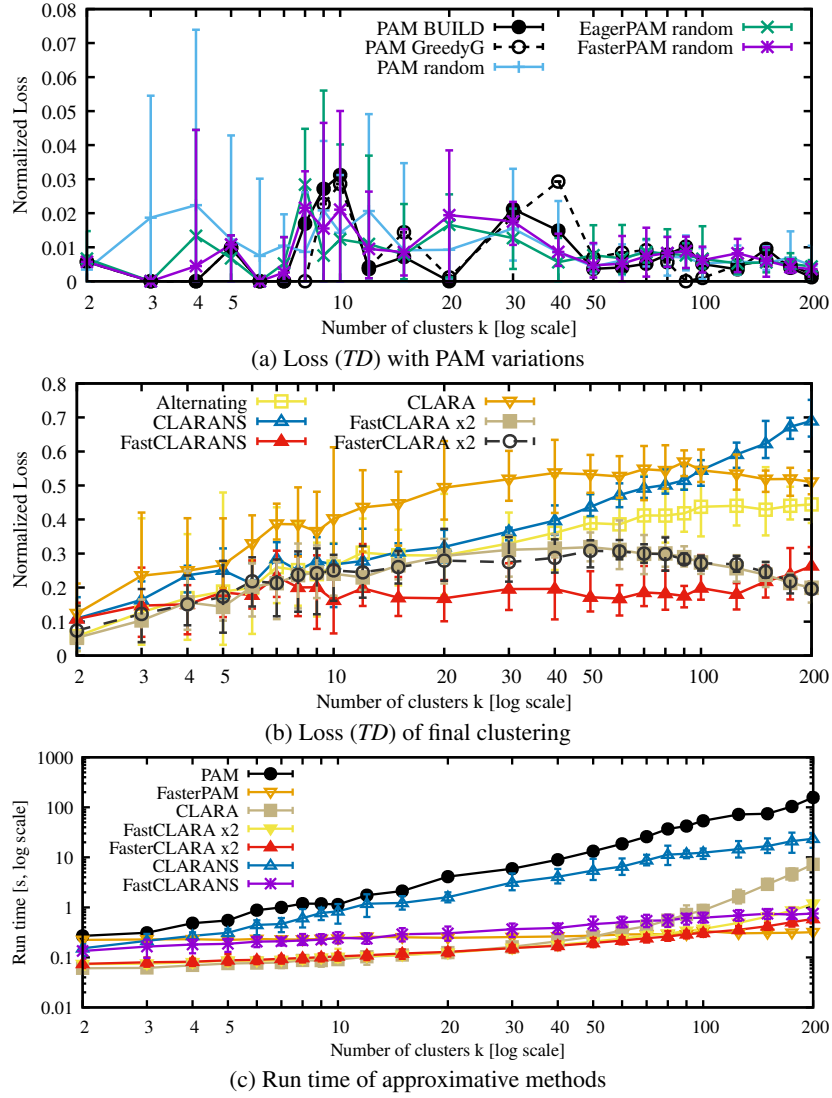 0.08
0.07
0.06
0.05
0.04
0.03
0.02
0.01
0
Normalized Loss
PAM BUILD
PAM GreedyG
PAM random
EagerPAM random
FasterPAM random
2 3 4 5 10 20 30 40 50 100 200
Number of clusters k [log scale]
(a) Loss (TD) with PAM variations
0.8
0.7
0.6
0.5
0.4
0.3
0.2
0.1
0
Normalized Loss
Alternating
CLARANS
FastCLARANS
CLARA
FastCLARA x2
FasterCLARA x2
2 3 4 5 10 20 30 40 50 100 200
Number of clusters k [log scale]
(b) Loss (TD) of final clustering
1000
100
10
1
0.1
0.01
Run time [s, log scale]
PAM
FasterPAM
CLARA
FastCLARA x2
FasterCLARA x2
CLARANS
FastCLARANS
2 3 4 5 10 20 30 40 50 100 200
Number of clusters k [log scale]
(c) Run time of approximative methods